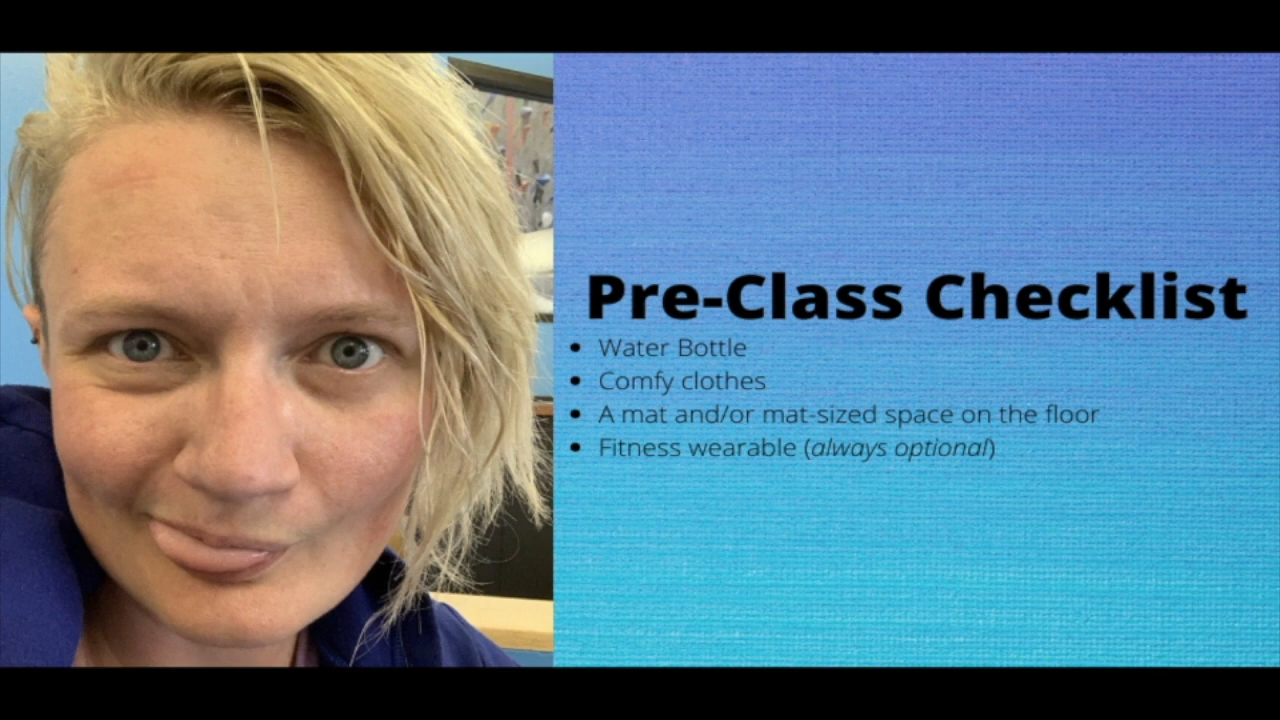 Pre-Class Checklist
• Water Bottle
• Comfy clothes
• A mat and/or mat-sized space on the floor
• Fitness wearable (always optional)